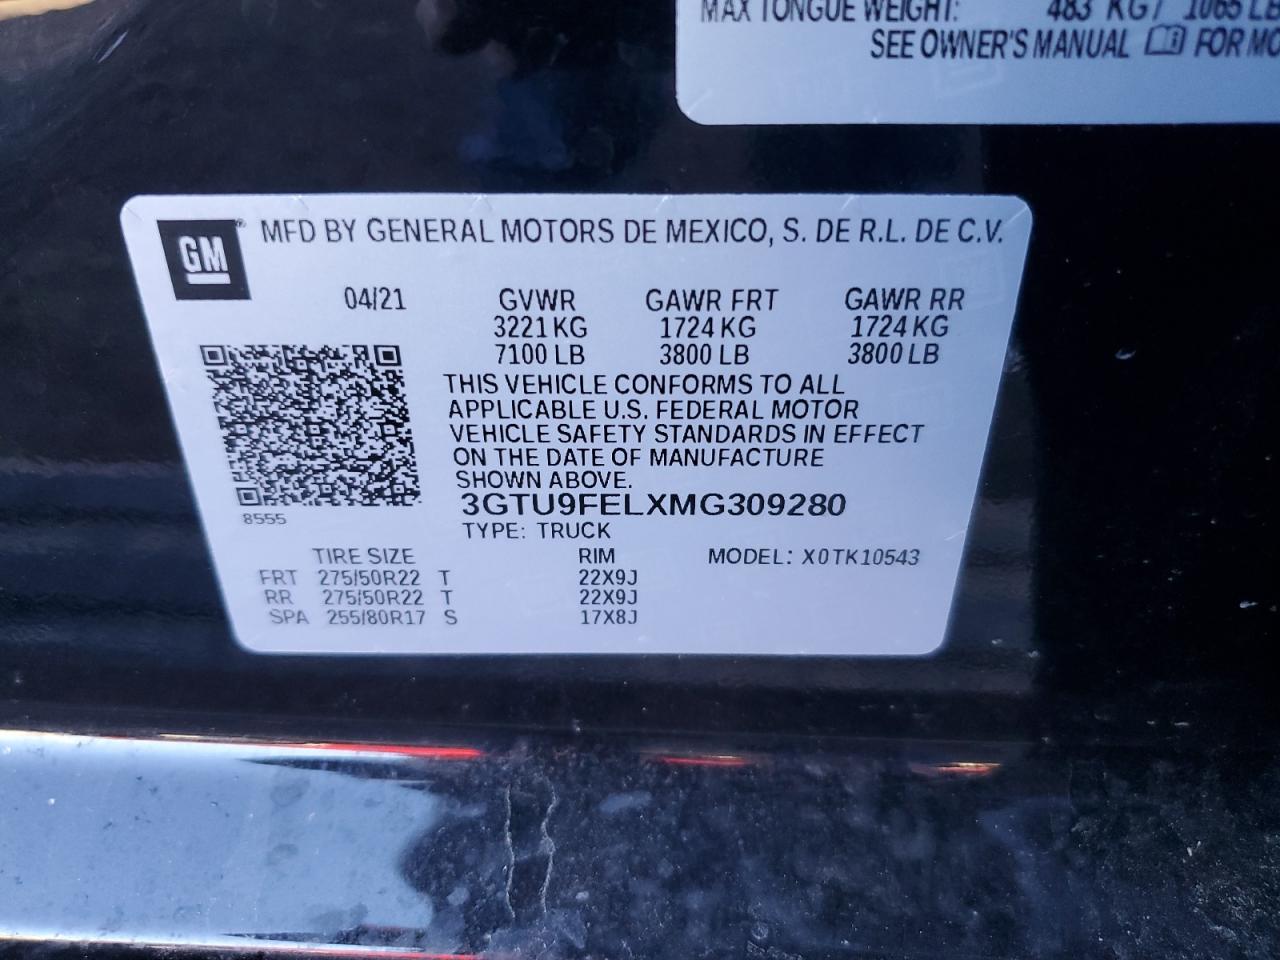 MAX TONGUE WEIGHT: 483 KG / 1065 LB
SEE OWNER'S MANUAL FOR MO
GM
MFD BY GENERAL MOTORS DE MEXICO, S. DE R.L. DE C.V.
04/21 GVWR GAWR FRT GAWR RR
3221 KG 1724 KG 1724 KG
7100 LB 3800 LB 3800 LB
THIS VEHICLE CONFORMS TO ALL
APPLICABLE U.S. FEDERAL MOTOR
VEHICLE SAFETY STANDARDS IN EFFECT
ON THE DATE OF MANUFACTURE
SHOWN ABOVE.
3GTU9FELXMG309280
8555
TYPE: TRUCK
TIRE SIZE RIM MODEL: X0TK10543
FRT 275/50R22 T 22X9J
RR 275/50R22 T 22X9J
SPA 255/80R17 S 17X8J